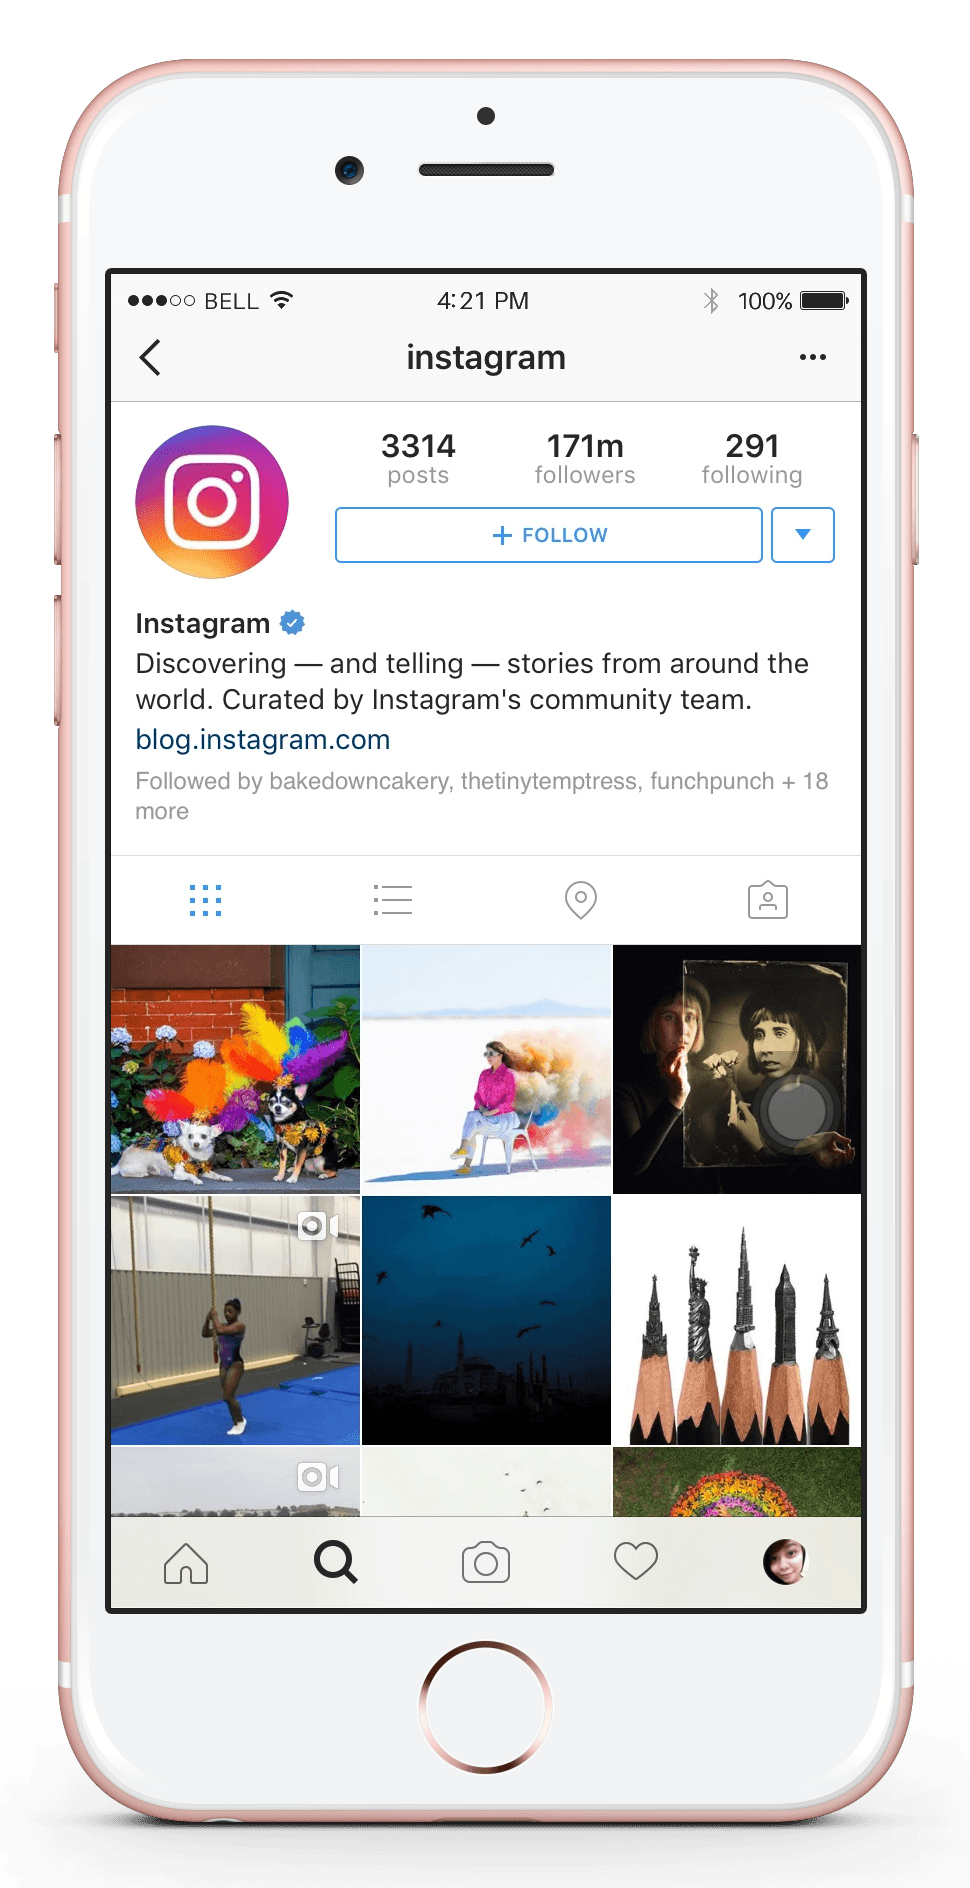 BELL 4:21 PM 100%
instagram
3314 171m 291
posts followers following
+ FOLLOW
Instagram
Discovering — and telling — stories from around the
world. Curated by Instagram's community team.
blog.instagram.com
Followed by bakedowncakery, thetinytemptress, funchpunch + 18
more